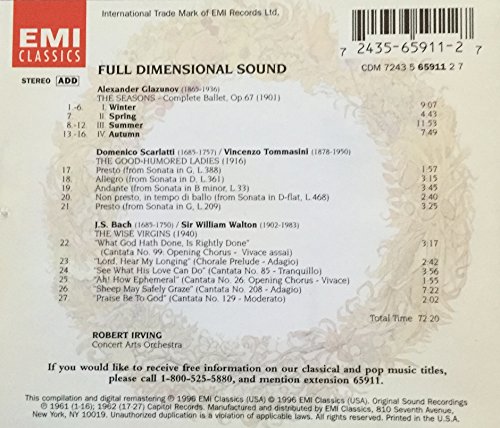 International Trade Mark of EMI Records Ltd.
EMI
CLASSICS
7 72435-65911-2 7
CDM 7243 5 65911 2 7
STEREO ADD
FULL DIMENSIONAL SOUND
Alexander Glazunov (1865-1936)
THE SEASONS - Complete Ballet, Op.67 (1901)
1.-6. I. Winter 9:07
7. II Spring 4.43
8.-12. III Summer 11.53
13.-16. IV. Autumn 7.49
Domenico Scarlatti (1685-1757) / Vincenzo Tommasini (1878-1950)
THE GOOD-HUMORED LADIES (1916)
17. Presto (from Sonata in G, L.388) 1:57
18. Allegro (from Sonata in D, L.361) 3.15
19. Andante (from Sonata in B minor, L.33) 3.45
20. Non presto, in tempo di ballo (from Sonata in D-flat, L.468) 2.40
21. Presto (from Sonata in G, L.209) 3.25
J.S. Bach (1685-1750) / Sir William Walton (1902-1983)
THE WISE VIRGINS (1940)
22. "What God Hath Done, Is Rightly Done" 3.17
(Cantata No. 99: Opening Chorus - Vivace assai)
23. "Lord, Hear My Longing" (Chorale Prelude - Adagio) 2:42
24. "See What His Love Can Do" (Cantata No. 85 - Tranquillo) 3:56
25. "Ah! How Ephemeral" (Cantata No. 26: Opening Chorus - Vivace) 1:56
26. "Sheep May Safely Graze" (Cantata No. 208 - Adagio) 7:22
27. "Praise Be To God" (Cantata No. 129 - Moderato) 2:02
Total Time 72:20
ROBERT IRVING
Concert Arts Orchestra
If you would like to receive free information on our classical and pop music titles,
please call 1-800-525-5880, and mention extension 65911.
This compilation and digital remastering ℗ 1996 EMI Classics (USA) © 1996 EMI Classics (USA). Original Sound Recordings
℗ 1961 (1-16); 1962 (17-27) Capitol Records. Manufactured and distributed by EMI Classics, 810 Seventh Avenue,
New York, NY 10019. Unauthorized duplication is a violation of applicable laws. All rights reserved. Printed in the U.S.A.